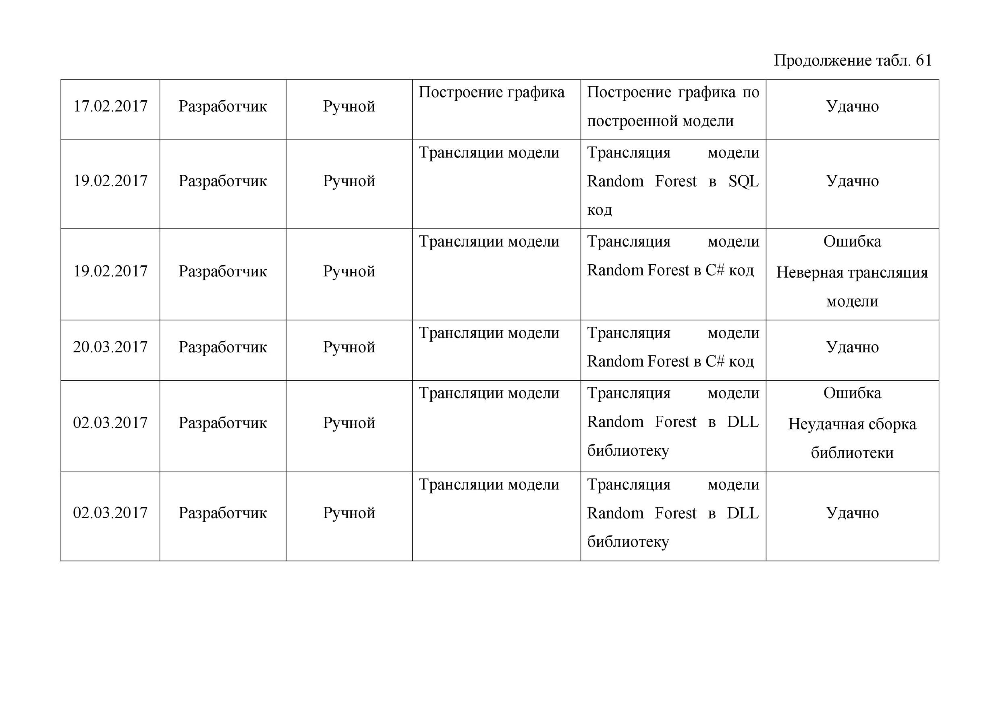 Продолжение табл. 61
17.02.2017 Разработчик Ручной Построение графика Построение графика по Удачно
построенной модели
19.02.2017 Разработчик Ручной Трансляции модели Трансляция модели Удачно
Random Forest в SQL
код
19.02.2017 Разработчик Ручной Трансляции модели Трансляция модели Ошибка
Random Forest в C# код Неверная трансляция
модели
20.03.2017 Разработчик Ручной Трансляции модели Трансляция модели Удачно
Random Forest в C# код
02.03.2017 Разработчик Ручной Трансляции модели Трансляция модели Ошибка
Random Forest в DLL Неудачная сборка
библиотеку библиотеки
02.03.2017 Разработчик Ручной Трансляции модели Трансляция модели Удачно
Random Forest в DLL
библиотеку